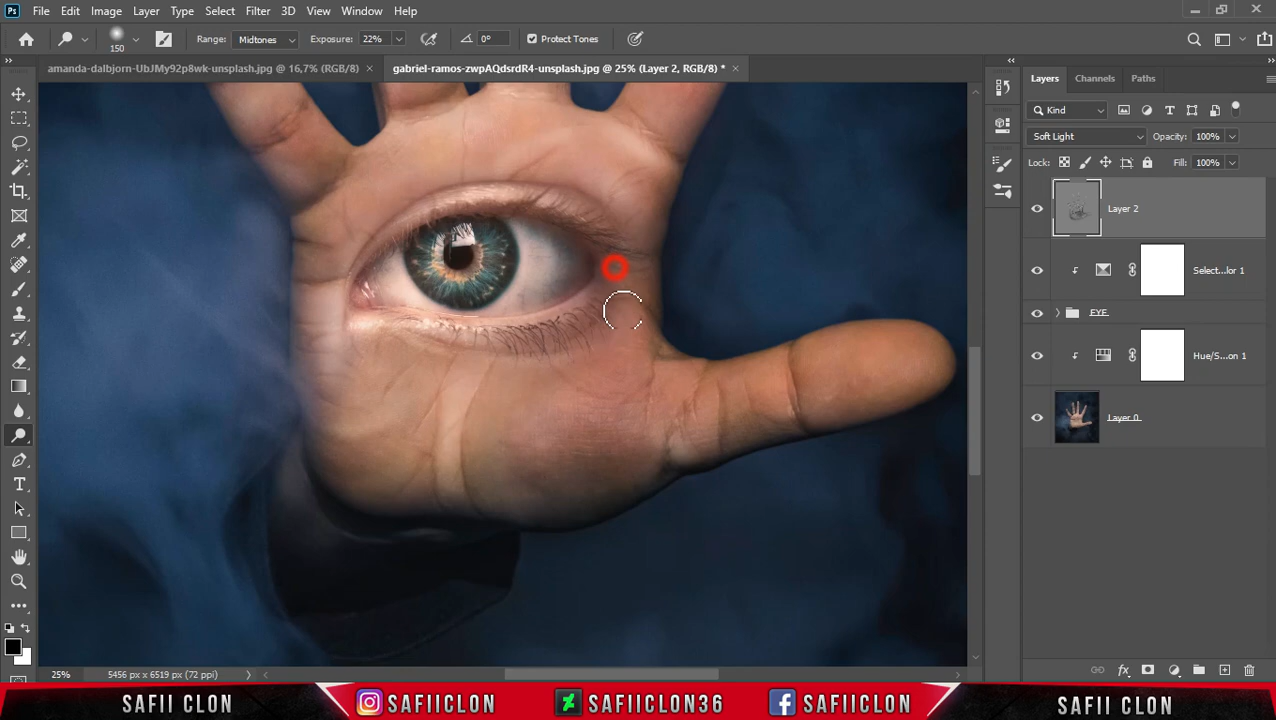 Ps File Edit Image Layer Type Select Filter 3D View Window Help
150 Range: Midtones Exposure: 22% 0° Protect Tones
amanda-dalbjorn-UbJMy92p8wk-unsplash.jpg @ 16,7% (RGB/8) × gabriel-ramos-zwpAQdsrdR4-unsplash.jpg @ 25% (Layer 2, RGB/8) * ×
Layers Channels Paths
Kind
Soft Light Opacity: 100%
Lock: Fill: 100%
Layer 2
Select...lor 1
EYE
Hue/S...on 1
Layer 0
25% 5456 px x 6519 px (72 ppi)
SAFII CLON SAFIICLON SAFIICLON36 SAFIICLON SAFII CLON